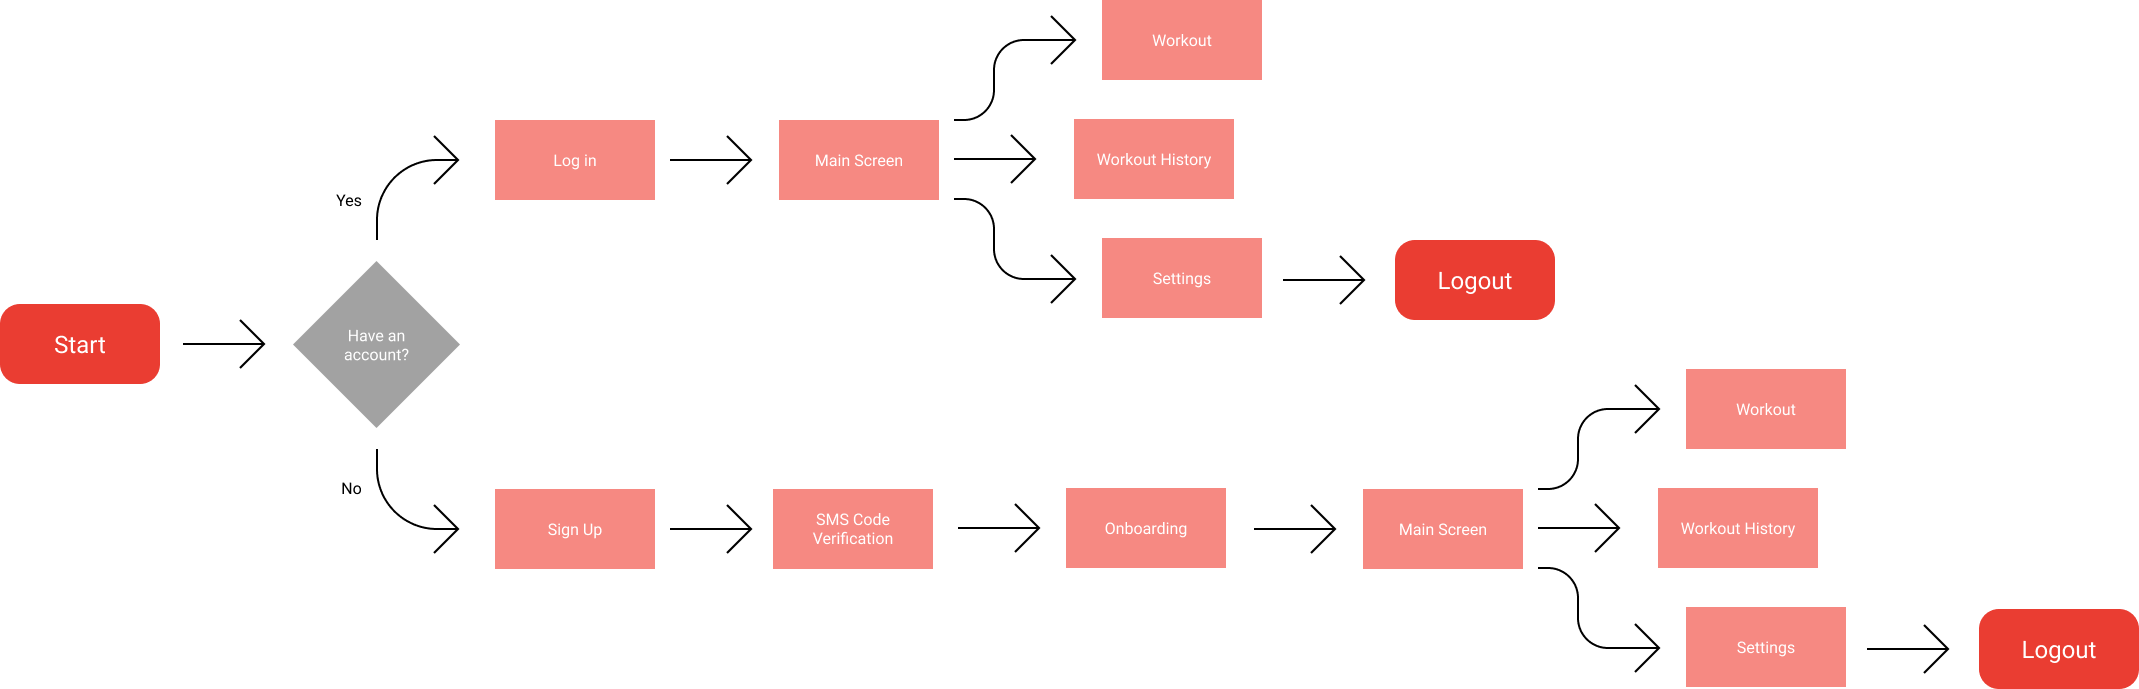 Workout
Log in
Main Screen
Workout History
Yes
Settings
Logout
Start
Have an
account?
Workout
No
Sign Up
SMS Code
Verification
Onboarding
Main Screen
Workout History
Settings
Logout